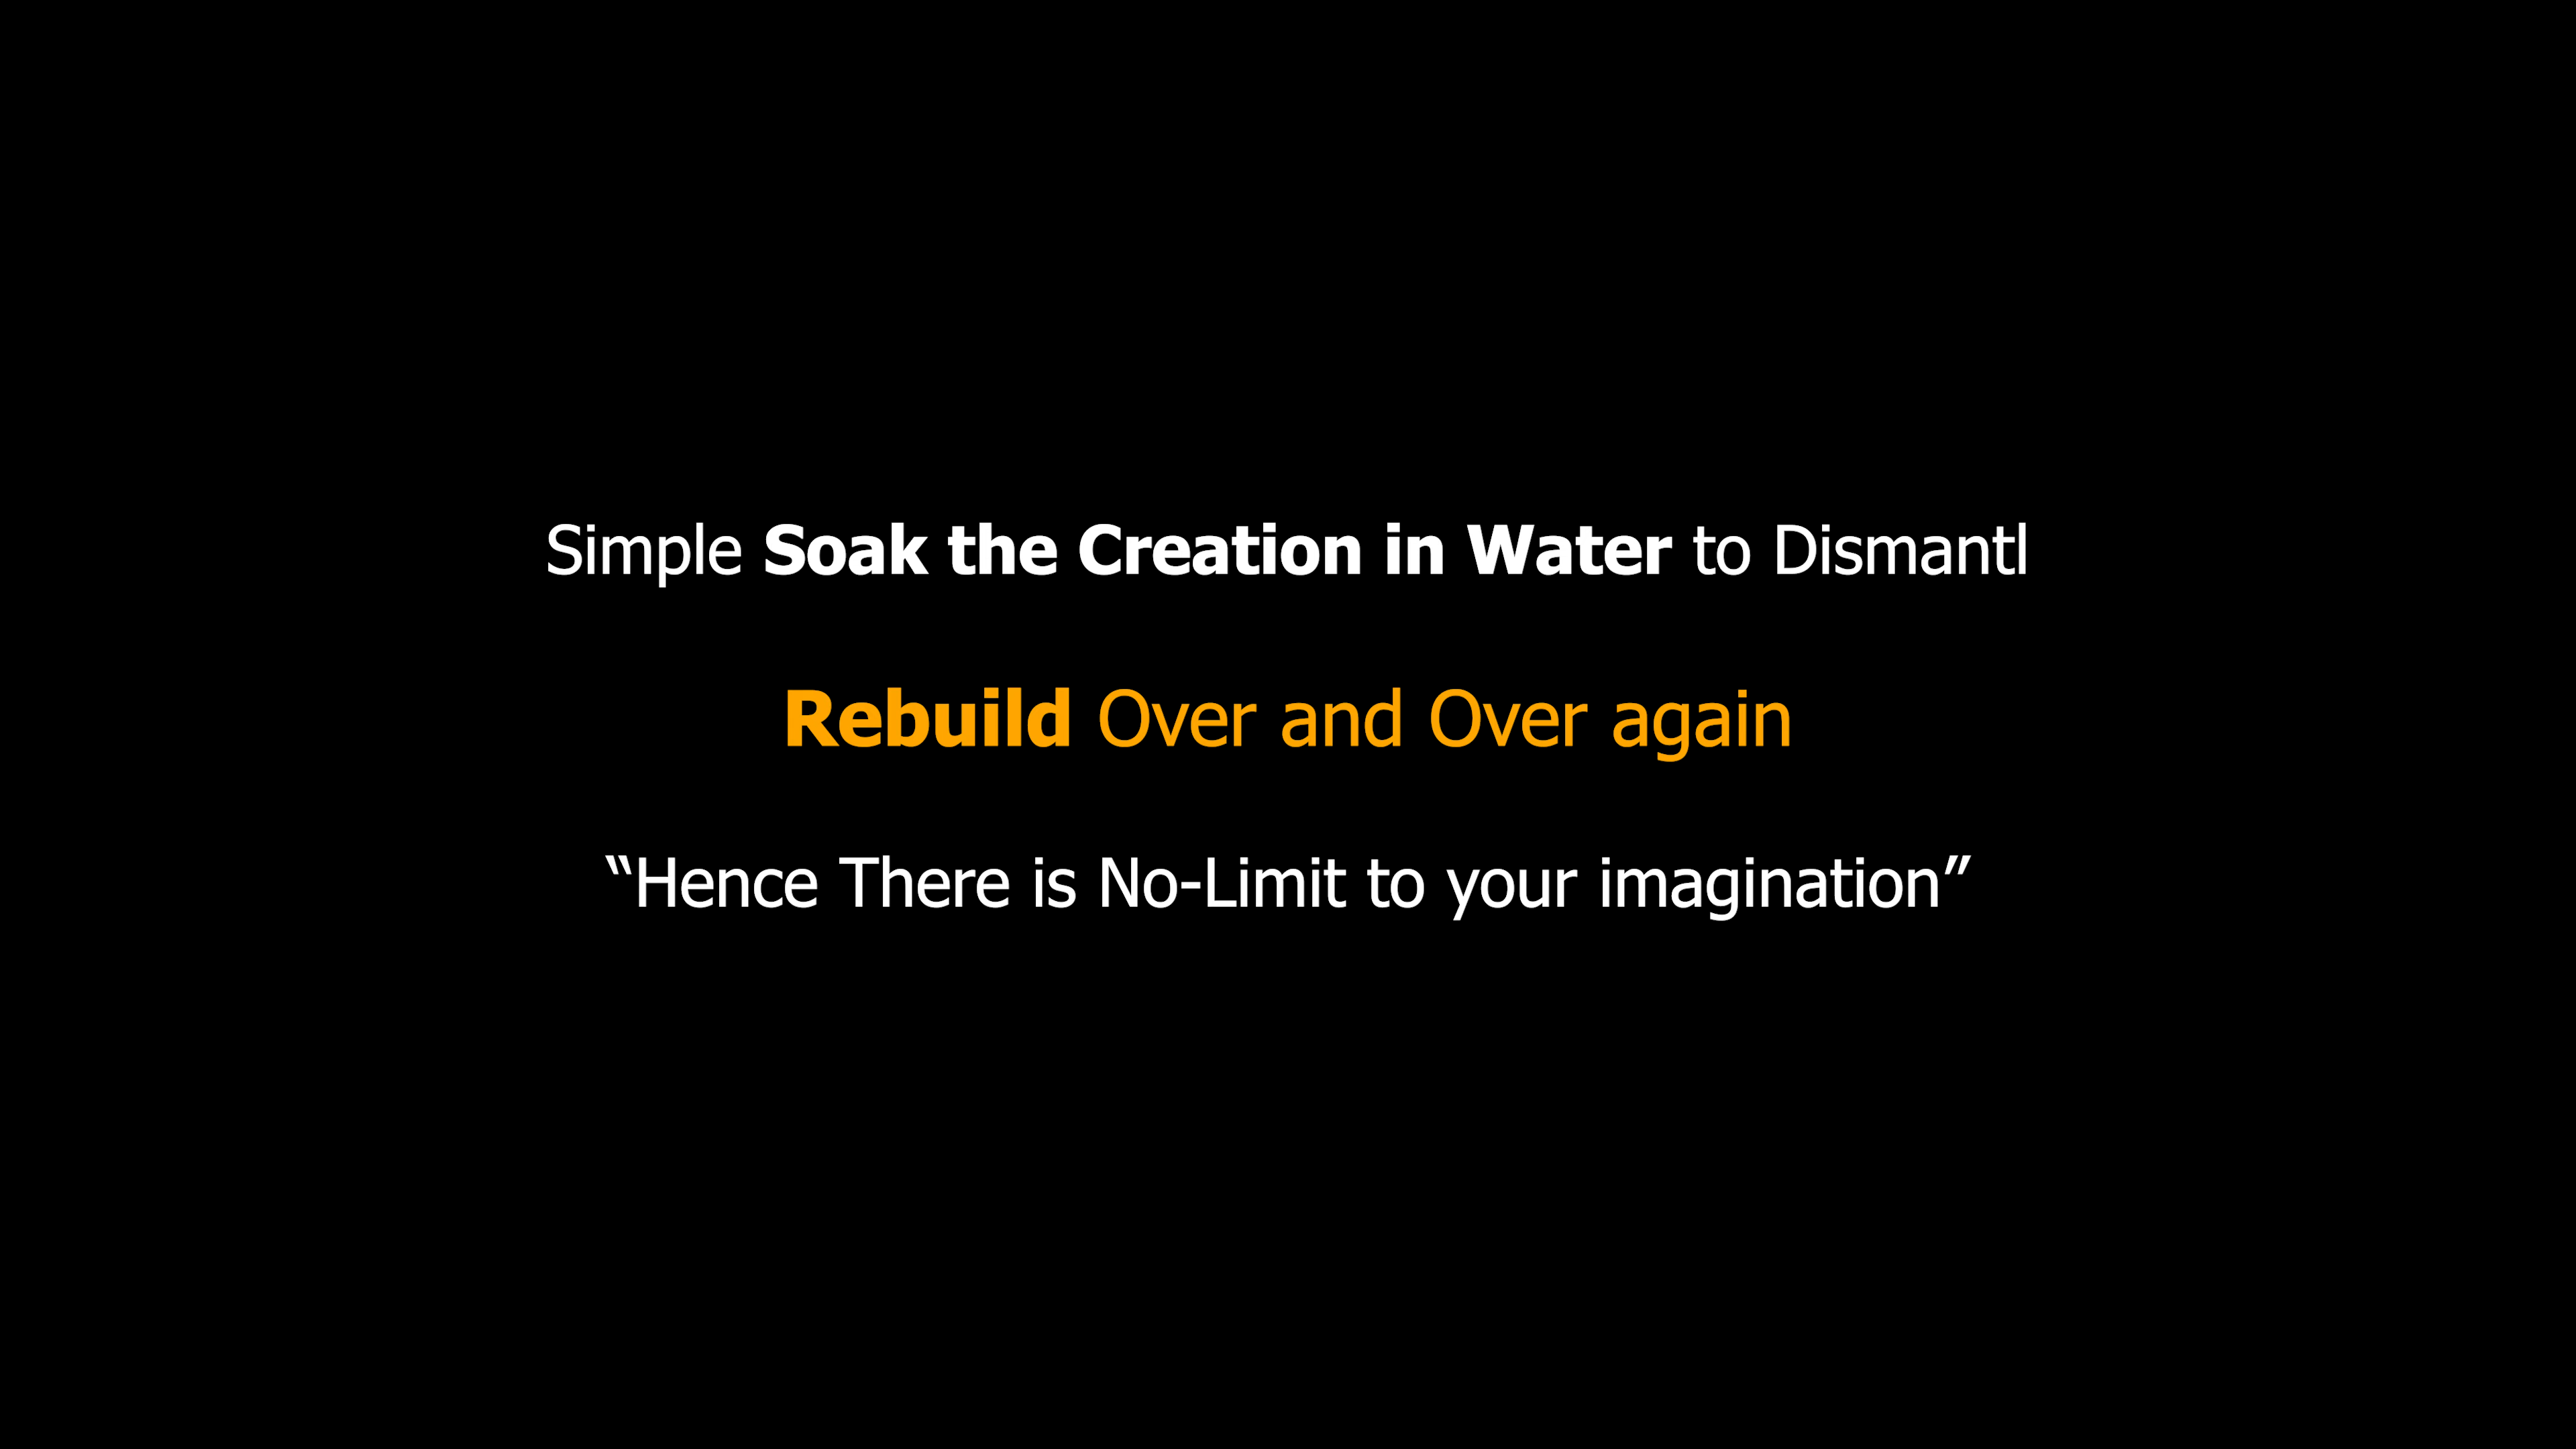 Simple Soak the Creation in Water to Dismantl
Rebuild Over and Over again
“Hence There is No-Limit to your imagination”